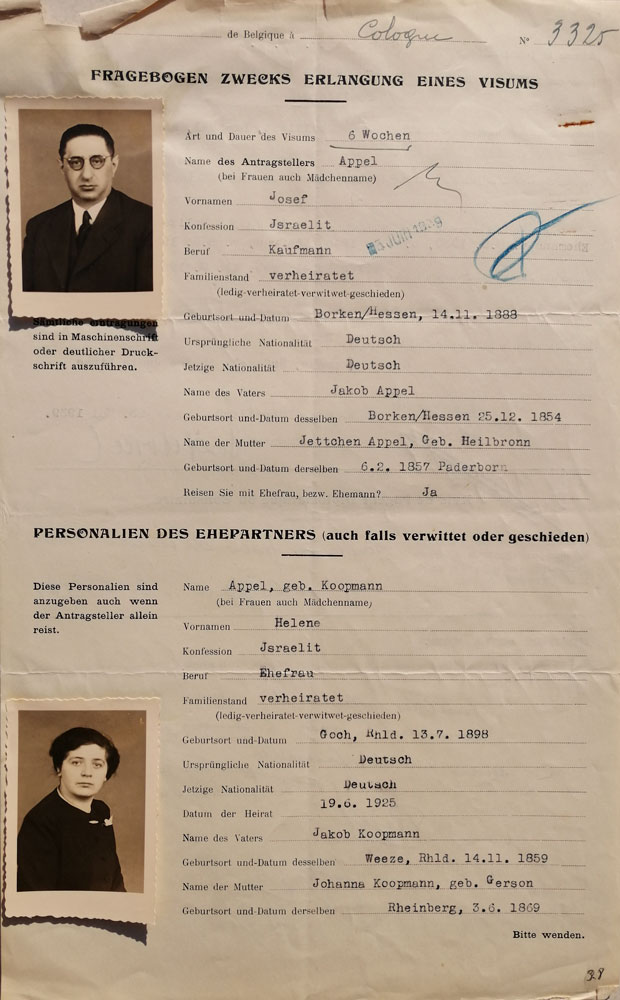 de Belgique à Cologne Nº 3325
FRAGEBOGEN ZWECKS ERLANGUNG EINES VISUMS
Art und Dauer des Visums 6 Wochen
Name des Antragstellers Appel
(bei Frauen auch Mädchenname)
Vornamen Josef
Konfession Jsraelit
Beruf Kaufmann
JUIN 1939
Familienstand verheiratet
(ledig-verheiratet-verwitwet-geschieden)
Geburtsort und-Datum Borken/Hessen, 14.11. 1888
Sämtliche Eintragungen
sind in Maschinenschrift
oder deutlicher Druck-
schrift auszuführen.
Ursprüngliche Nationalität Deutsch
Jetzige Nationalität Deutsch
Name des Vaters Jakob Appel
Geburtsort und-Datum desselben Borken/Hessen 25.12. 1854
Name der Mutter Jettchen Appel, Geb. Heilbronn
Geburtsort und-Datum derselben 6.2. 1857 Paderborn
Reisen Sie mit Ehefrau, bezw. Ehemann? Ja
PERSONALIEN DES EHEPARTNERS (auch falls verwittet oder geschieden)
Diese Personalien sind
anzugeben auch wenn
der Antragsteller allein
reist.
Name Appel, geb. Koopmann
(bei Frauen auch Mädchenname)
Vornamen Helene
Konfession Jsraelit
Beruf Ehefrau
Familienstand verheiratet
(ledig-verheiratet-verwitwet-geschieden)
Geburtsort und-Datum Goch, Rhld. 13.7. 1898
Ursprüngliche Nationalität Deutsch
Jetzige Nationalität Deutsch
Datum der Heirat 19.6. 1925
Name des Vaters Jakob Koopmann
Geburtsort und-Datum desselben Weeze, Rhld. 14.11. 1859
Name der Mutter Johanna Koopmann, geb. Gerson
Geburtsort und-Datum derselben Rheinberg, 3.6. 1869
Bitte wenden.